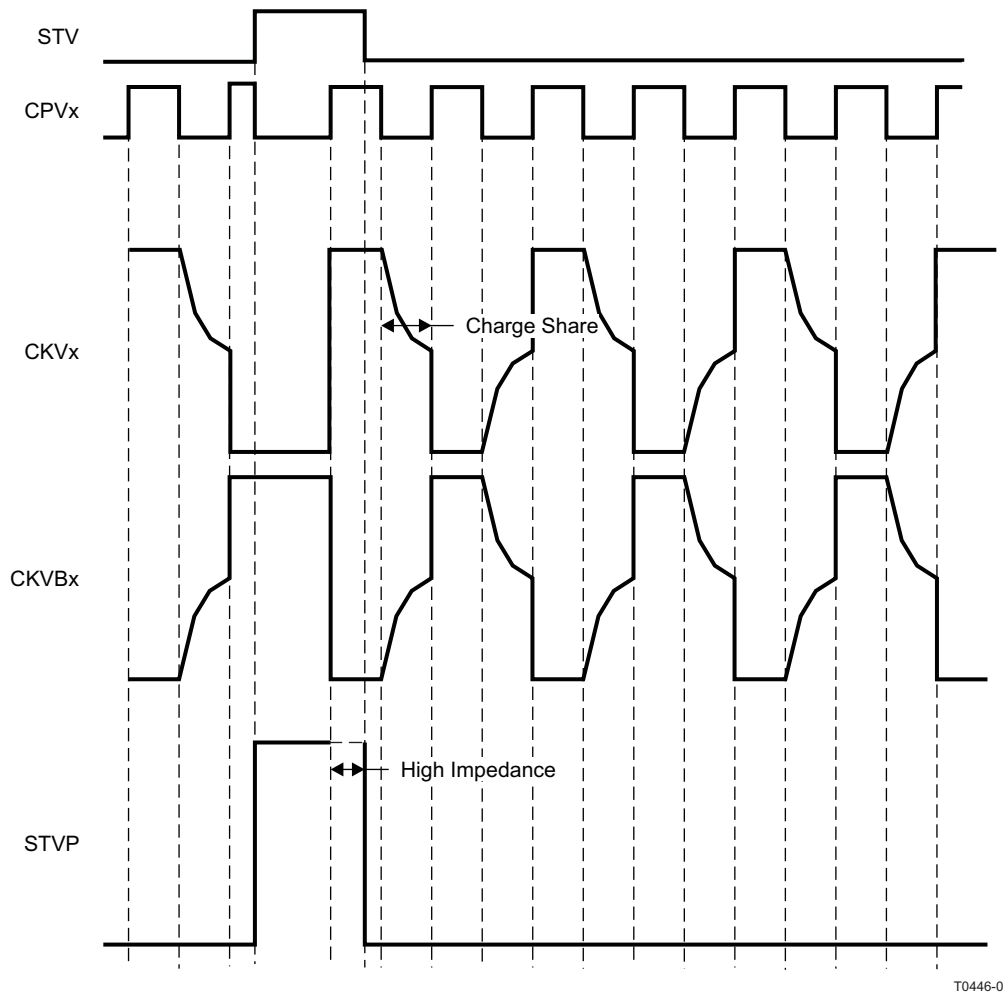 STV
CPVx
Charge Share
CKVx
CKVBx
High Impedance
STVP
T0446-0